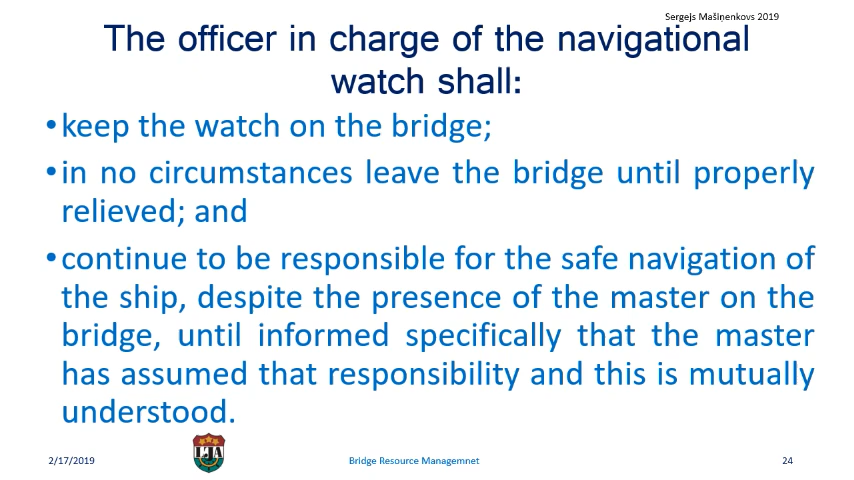 Sergejs Mašiņenkovs 2019
The officer in charge of the navigational
watch shall:
•keep the watch on the bridge;
•in no circumstances leave the bridge until properly
relieved; and
•continue to be responsible for the safe navigation of
the ship, despite the presence of the master on the
bridge, until informed specifically that the master
has assumed that responsibility and this is mutually
understood.
2/17/2019
LJA
Bridge Resource Managemnet
24